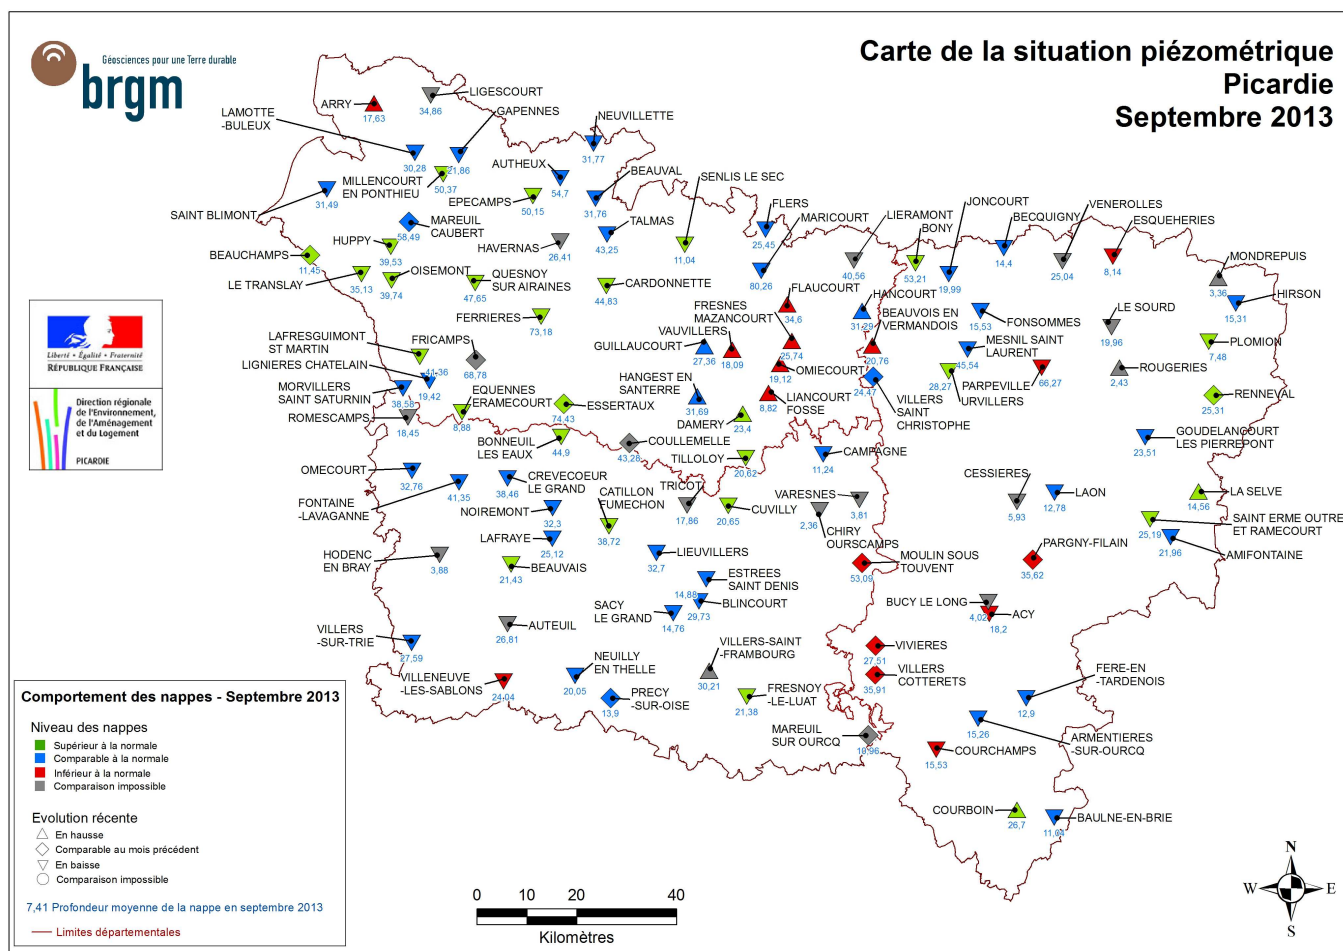 Géosciences pour une Terre durable
brgm
Carte de la situation piézométrique
Picardie
Septembre 2013
ARRY
17,63
LIGESCOURT
34,86
LAMOTTE
-BULEUX
30,28
GAPENNES
21,86
NEUVILLETTE
31,77
MILLENCOURT
EN PONTHIEU
50,37
AUTHEUX
54,7
BEAUVAL
31,76
SAINT BLIMONT
31,49
EPECAMPS
50,15
SENLIS LE SEC
11,04
FLERS
25,45
MARICOURT
80,26
LIERAMONT
40,56
BONY
53,21
JONCOURT
19,99
BECQUIGNY
14,4
VENEROLLES
25,04
ESQUEHERIES
8,14
MONDREPUIS
3,36
MAREUIL
CAUBERT
58,49
TALMAS
43,25
HAVERNAS
26,41
HUPPY
39,53
BEAUCHAMPS
11,45
LE TRANSLAY
35,13
OISEMONT
39,74
QUESNOY
SUR AIRAINES
47,65
CARDONNETTE
44,83
FERRIERES
73,18
FLAUCOURT
34,6
HANCOURT
31,29
BEAUVOIS EN
VERMANDOIS
20,76
FONSOMMES
15,53
LE SOURD
19,96
HIRSON
15,31
FRESNES
MAZANCOURT
25,74
VAUVILLERS
18,09
GUILLAUCOURT
27,36
MESNIL SAINT
LAURENT
45,54
PLOMION
7,48
LAFRESGUIMONT
ST MARTIN
41,36
FRICAMPS
68,78
LIGNIERES CHATELAIN
19,42
MORVILLERS
SAINT SATURNIN
38,58
OMIECOURT
19,12
HANGEST EN
SANTERRE
31,69
LIANCOURT
FOSSE
8,82
VILLERS
SAINT
CHRISTOPHE
24,47
URVILLERS
28,27
PARPEVILLE
66,27
ROUGERIES
2,43
RENNEVAL
25,31
ROMESCAMPS
18,45
EQUENNES
ERAMECOURT
8,88
ESSERTAUX
74,43
DAMERY
23,4
BONNEUIL
LES EAUX
44,9
COULLEMELLE
43,28
TILLOLOY
20,62
CAMPAGNE
11,24
GOUDELANCOURT
LES PIERREPONT
23,51
OMECOURT
32,76
FONTAINE
-LAVAGANNE
41,35
CREVECOEUR
LE GRAND
38,46
NOIREMONT
32,3
CATILLON
FUMECHON
38,72
TRICOT
17,86
CUVILLY
20,65
VARESNES
3,81
CHIRY
OURSCAMPS
2,36
CESSIERES
5,93
LAON
12,78
LA SELVE
14,56
SAINT ERME OUTRE
ET RAMECOURT
25,19
AMIFONTAINE
21,96
LAFRAYE
25,12
HODENC
EN BRAY
3,88
BEAUVAIS
21,43
LIEUVILLERS
32,7
ESTREES
SAINT DENIS
14,88
BLINCOURT
29,73
SACY
LE GRAND
14,76
MOULIN SOUS
TOUVENT
53,09
PARGNY-FILAIN
35,62
BUCY LE LONG
4,02
ACY
18,2
VILLERS
-SUR-TRIE
27,59
AUTEUIL
26,81
VILLENEUVE
-LES-SABLONS
24,04
NEUILLY
EN THELLE
20,05
PRECY
-SUR-OISE
13,9
VILLERS-SAINT
-FRAMBOURG
30,21
FRESNOY
-LE-LUAT
21,38
VIVIERES
27,51
VILLERS
COTTERETS
35,91
MAREUIL
SUR OURCQ
10,96
FERE-EN
-TARDENOIS
12,9
ARMENTIERES
-SUR-OURCQ
15,26
COURCHAMPS
15,53
COURBOIN
26,7
BAULNE-EN-BRIE
11,04
Liberté • Égalité • Fraternité
RÉPUBLIQUE FRANÇAISE
Direction régionale
de l'Environnement,
de l'Aménagement
et du Logement
PICARDIE
Comportement des nappes - Septembre 2013
Niveau des nappes
Supérieur à la normale
Comparable à la normale
Inférieur à la normale
Comparaison impossible
Evolution récente
En hausse
Comparable au mois précédent
En baisse
Comparaison impossible
7,41 Profondeur moyenne de la nappe en septembre 2013
Limites départementales
0 10 20 40
Kilomètres
N
W E
S